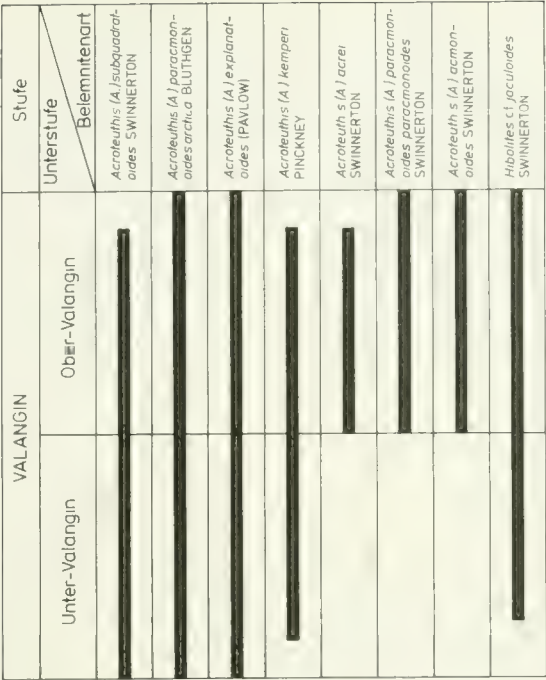 Stufe
Unterstufe
Belemnitenart
VALANGIN
Ober-Valangin
Unter-Valangin
Acroteuthis (A.) subquadrat-
oides SWINNERTON
Acroteuthis (A) paracmon-
oides arctica BLÜTHGEN
Acroteuthis (A) explanat-
oides (PAVLOW)
Acroteuthis (A) kemperi
PINCKNEY
Acroteuth s (A) acrei
SWINNERTON
Acroteuthis (A) paracmon-
oides paracmonoides
SWINNERTON
Acroteuth s (A) acmon-
oides SWINNERTON
Hibolites cf jaculoides
SWINNERTON